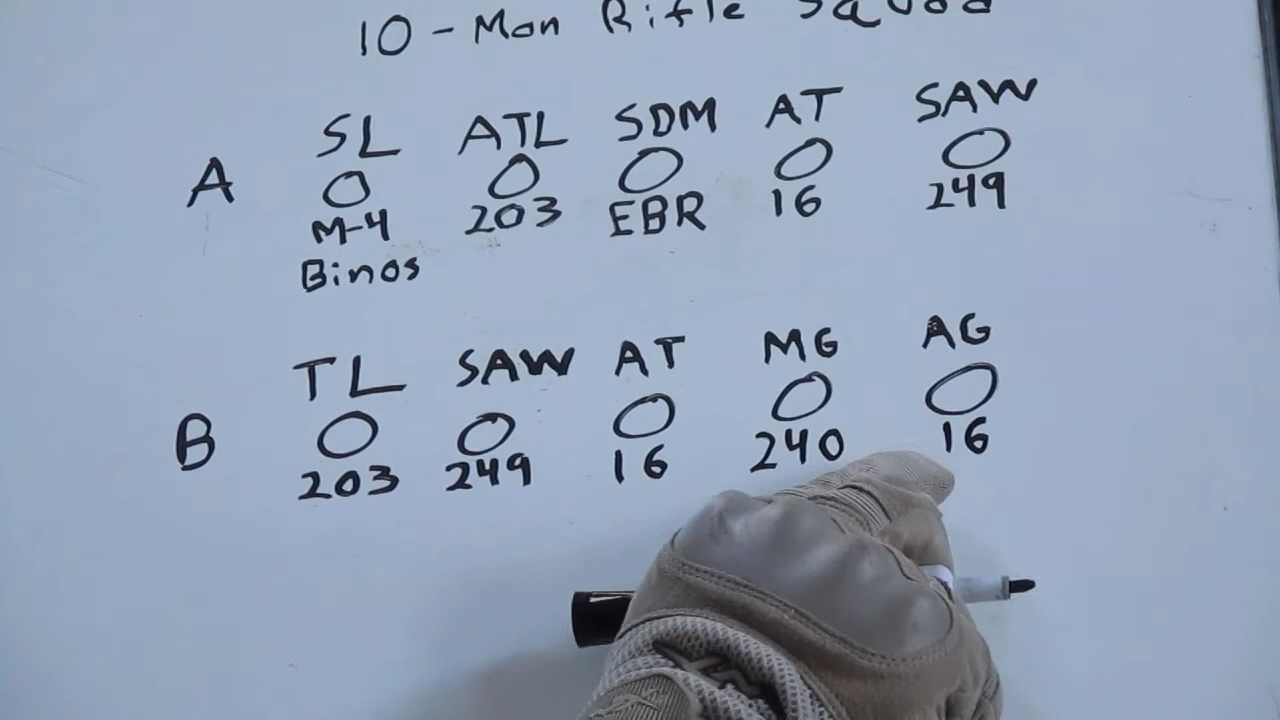 10 - Man Rifle Squad
A SL ATL SDM AT SAW
M-4 203 EBR 16 249
Binos
B TL SAW AT MG AG
203 249 16 240 16